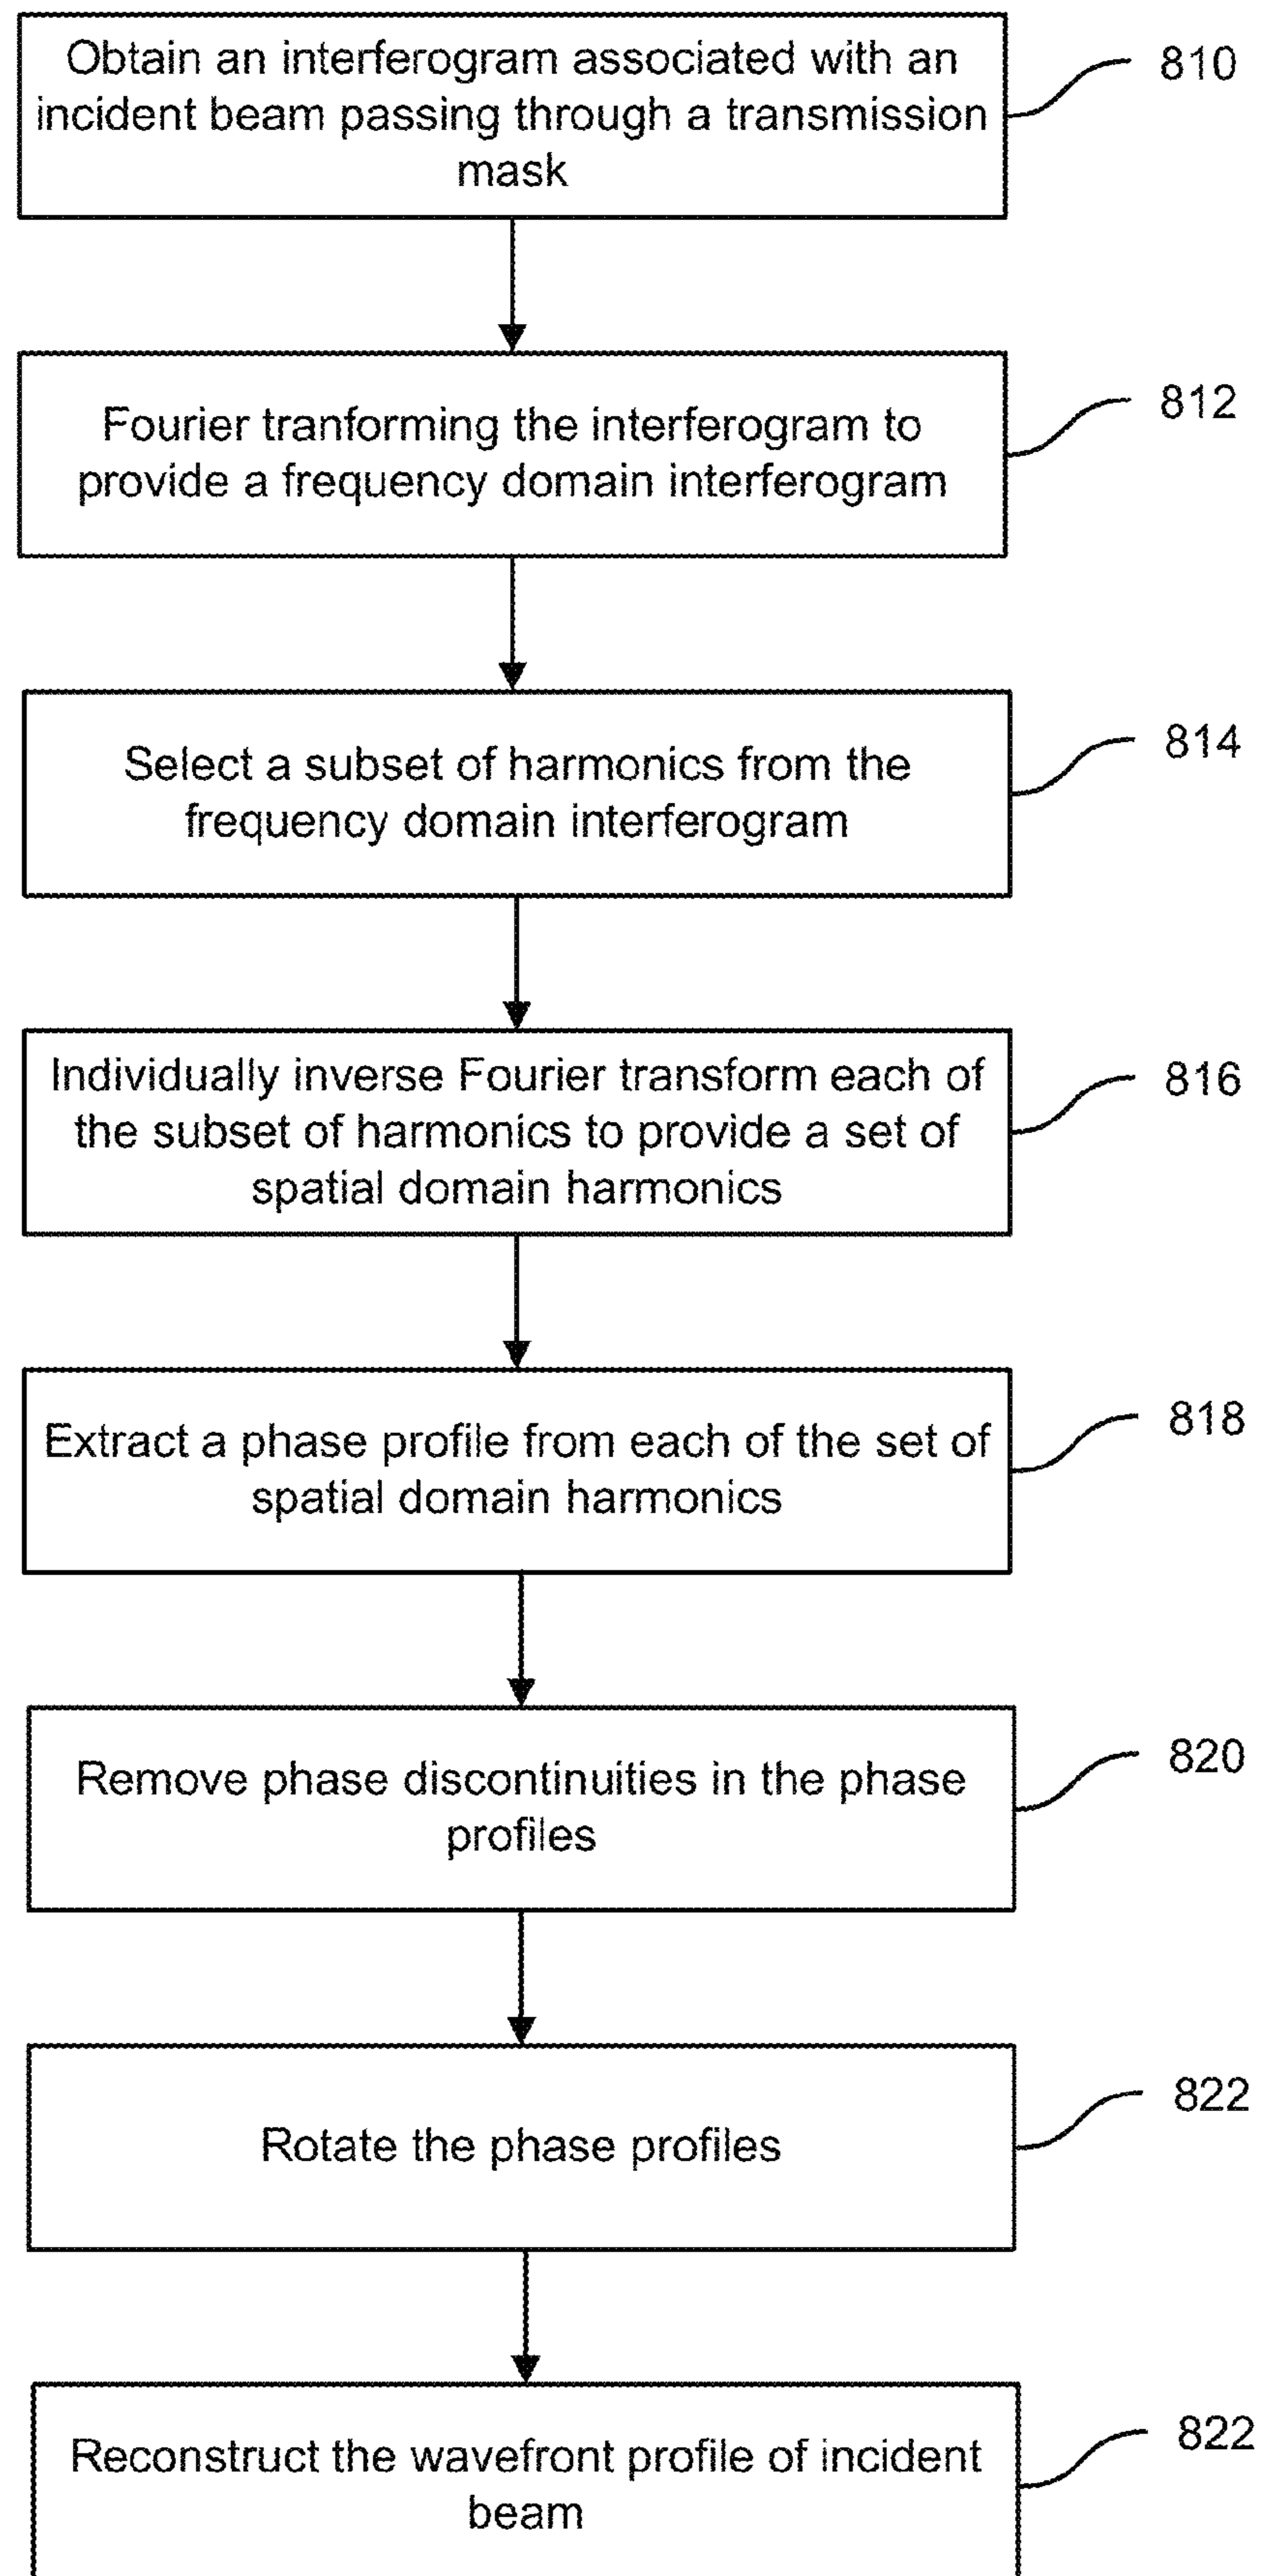 Obtain an interferogram associated with an
incident beam passing through a transmission
mask
810
Fourier tranforming the interferogram to
provide a frequency domain interferogram
812
Select a subset of harmonics from the
frequency domain interferogram
814
Individually inverse Fourier transform each of
the subset of harmonics to provide a set of
spatial domain harmonics
816
Extract a phase profile from each of the set of
spatial domain harmonics
818
Remove phase discontinuities in the phase
profiles
820
Rotate the phase profiles
822
Reconstruct the wavefront profile of incident
beam
822